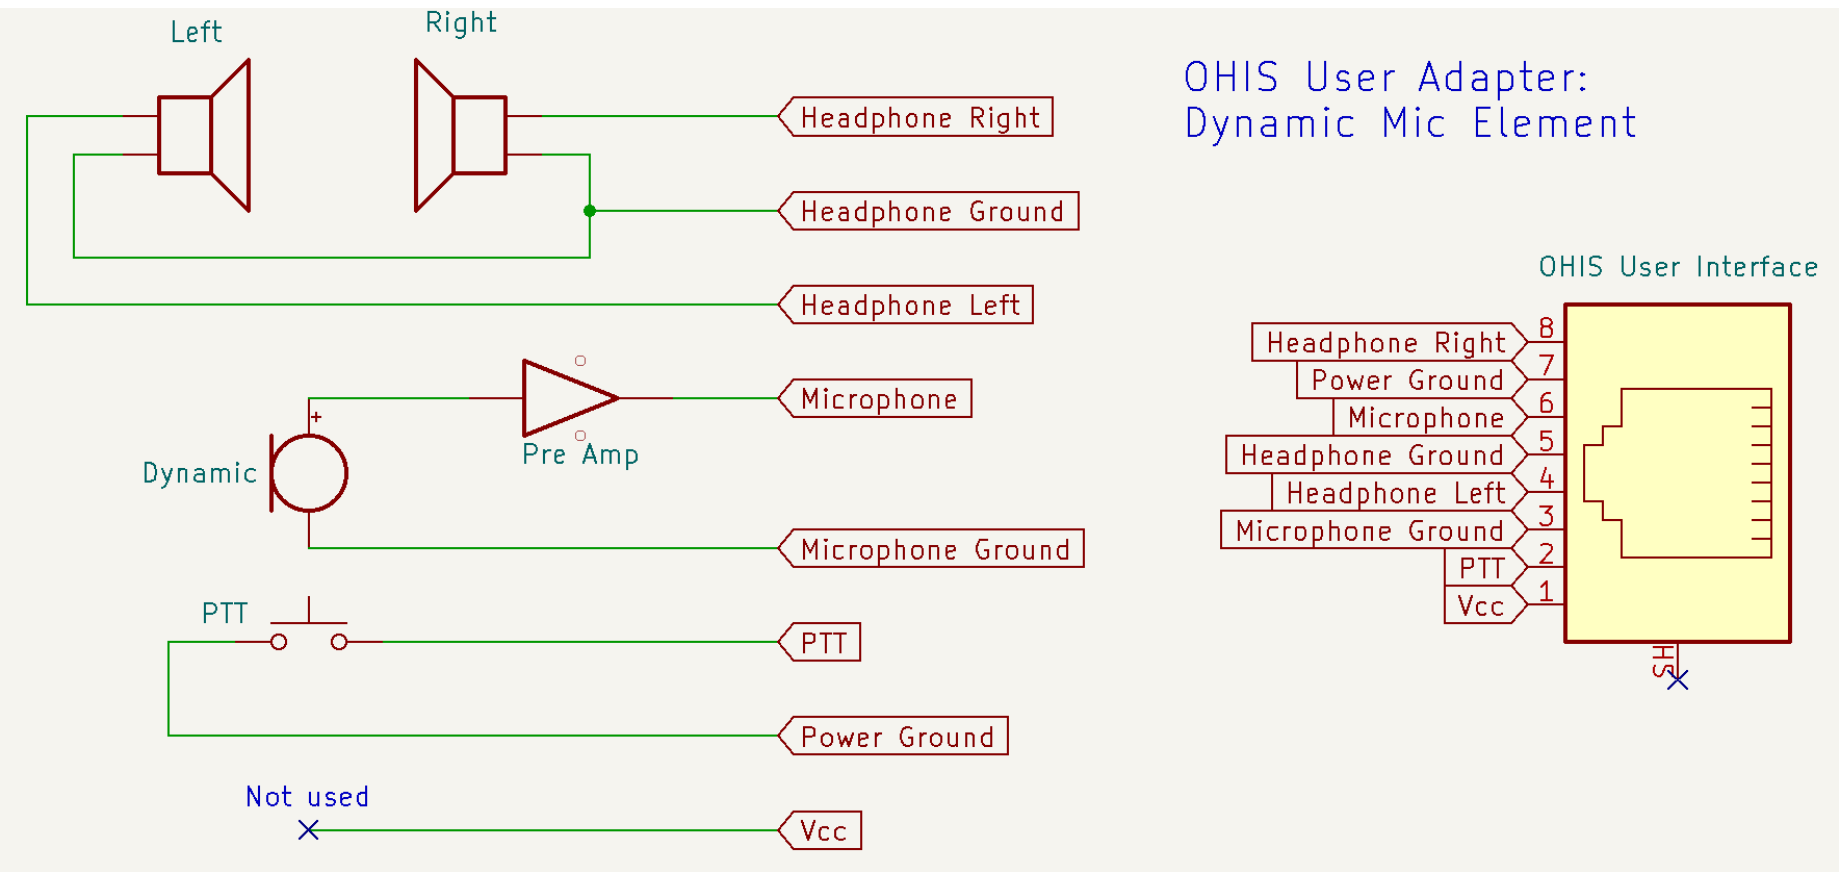 Left
Right
OHIS User Adapter:
Dynamic Mic Element
Headphone Right
Headphone Ground
Headphone Left
+
Microphone
Pre Amp
Dynamic
Microphone Ground
PTT
PTT
Power Ground
Not used
Vcc
OHIS User Interface
Headphone Right 8
Power Ground 7
Microphone 6
Headphone Ground 5
Headphone Left 4
Microphone Ground 3
PTT 2
Vcc 1
SH